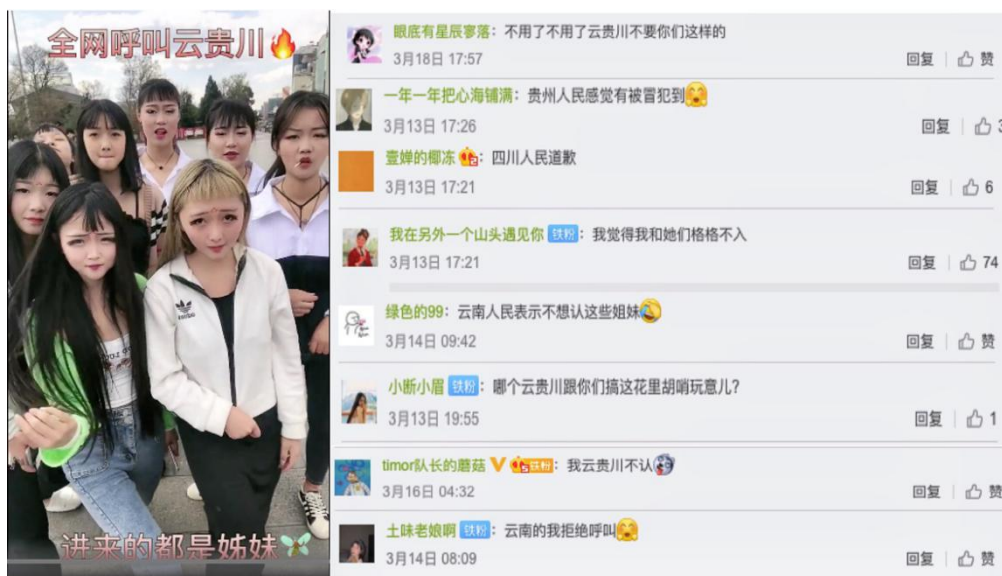 全网呼叫云贵川🔥
进来的都是姊妹
眼底有星辰寥落：不用了不用了云贵川不要你们这样的
3月18日 17:57
回复 赞
一年一年把心海铺满：贵州人民感觉有被冒犯到
3月13日 17:26
回复 3
壹婵的椰冻：四川人民道歉
3月13日 17:21
回复 6
我在另外一个山头遇见你 铁粉：我觉得我和她们格格不入
3月13日 17:21
回复 74
绿色的99：云南人民表示不想认这些姐妹
3月14日 09:42
回复 赞
小断小眉 铁粉：哪个云贵川跟你们搞这花里胡哨玩意儿？
3月13日 19:55
回复 1
timor队长的蘑菇 V 5铁粉：我云贵川不认
3月16日 04:32
回复 赞
土味老娘啊 铁粉：云南的我拒绝呼叫
3月14日 08:09
回复 赞